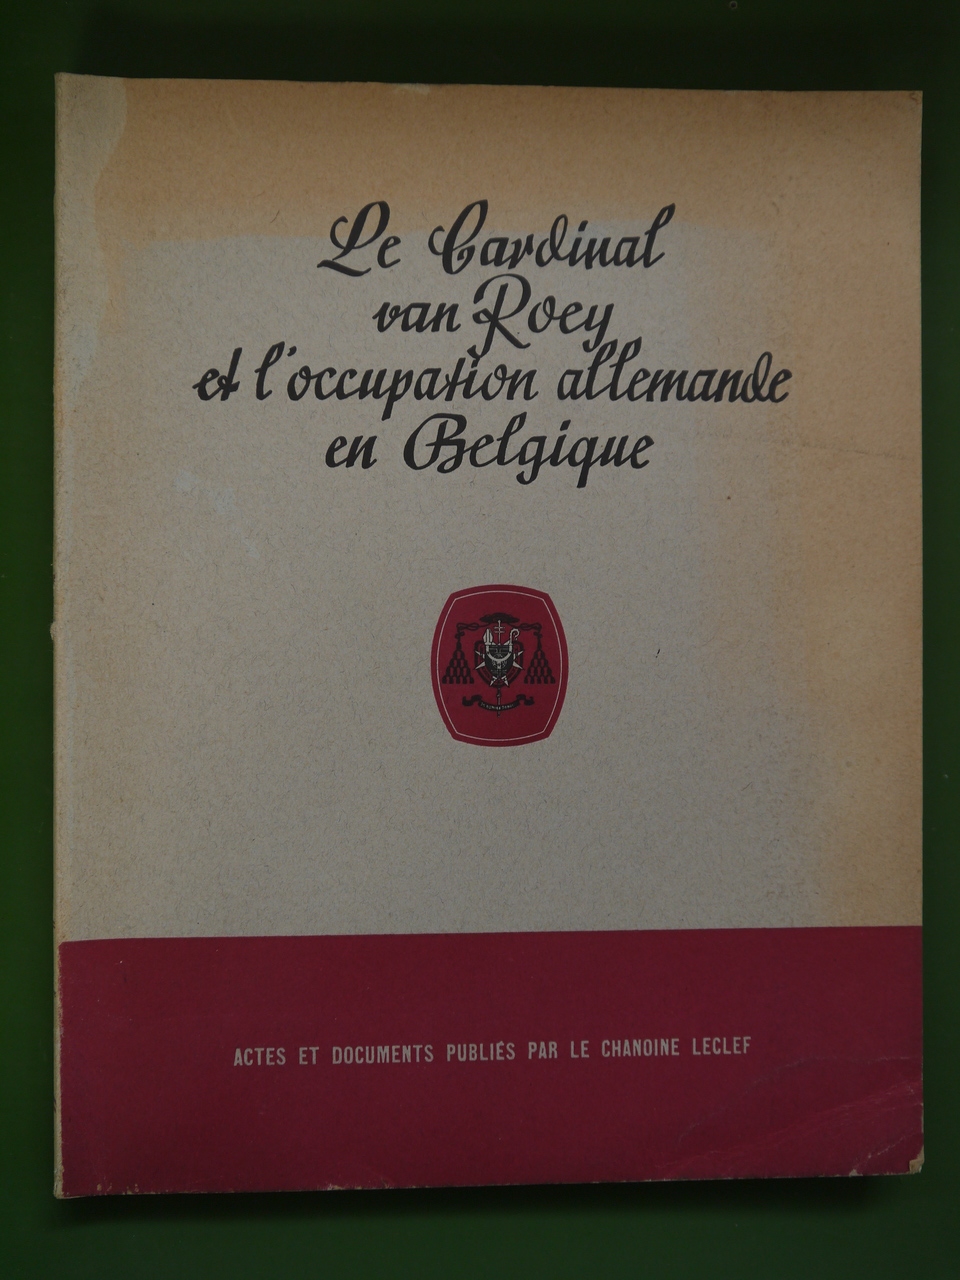 Le Cardinal
van Roey
et l'occupation allemande
en Belgique
ACTES ET DOCUMENTS PUBLIÉS PAR LE CHANOINE LECLEF